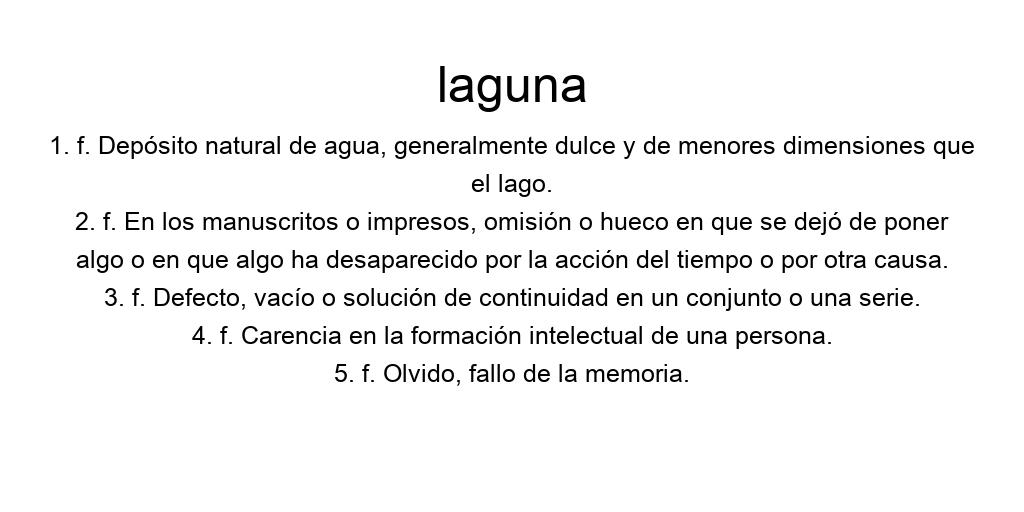 laguna
1. f. Depósito natural de agua, generalmente dulce y de menores dimensiones que
el lago.
2. f. En los manuscritos o impresos, omisión o hueco en que se dejó de poner
algo o en que algo ha desaparecido por la acción del tiempo o por otra causa.
3. f. Defecto, vacío o solución de continuidad en un conjunto o una serie.
4. f. Carencia en la formación intelectual de una persona.
5. f. Olvido, fallo de la memoria.